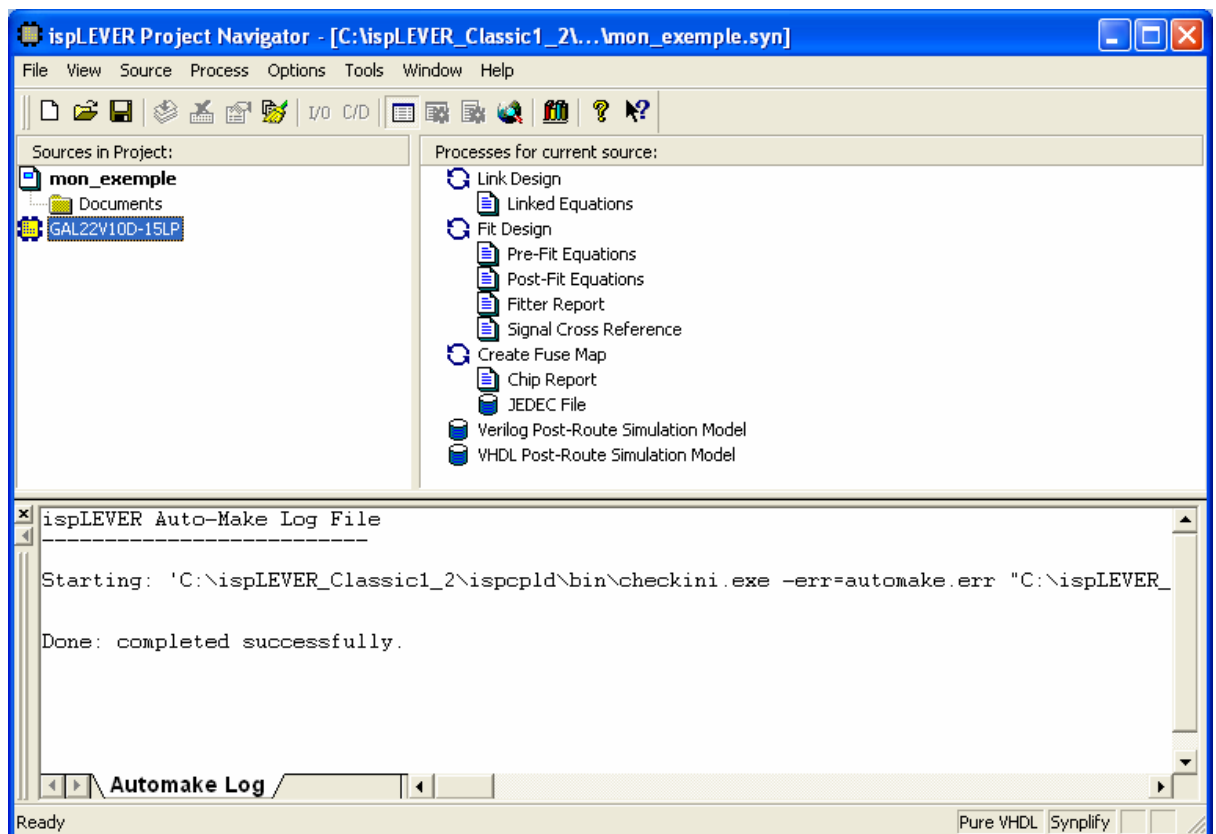 ispLEVER Project Navigator - [C:\ispLEVER_Classic1_2\...\mon_exemple.syn]
File View Source Process Options Tools Window Help
I/O C/D
Sources in Project:
mon_exemple
Documents
GAL22V10D-15LP
Processes for current source:
Link Design
Linked Equations
Fit Design
Pre-Fit Equations
Post-Fit Equations
Fitter Report
Signal Cross Reference
Create Fuse Map
Chip Report
JEDEC File
Verilog Post-Route Simulation Model
VHDL Post-Route Simulation Model
ispLEVER Auto-Make Log File
---------------------------
Starting: 'C:\ispLEVER_Classic1_2\ispcpld\bin\checkini.exe -err=automake.err "C:\ispLEVER_
Done: completed successfully.
Automake Log
Ready
Pure VHDL Synplify